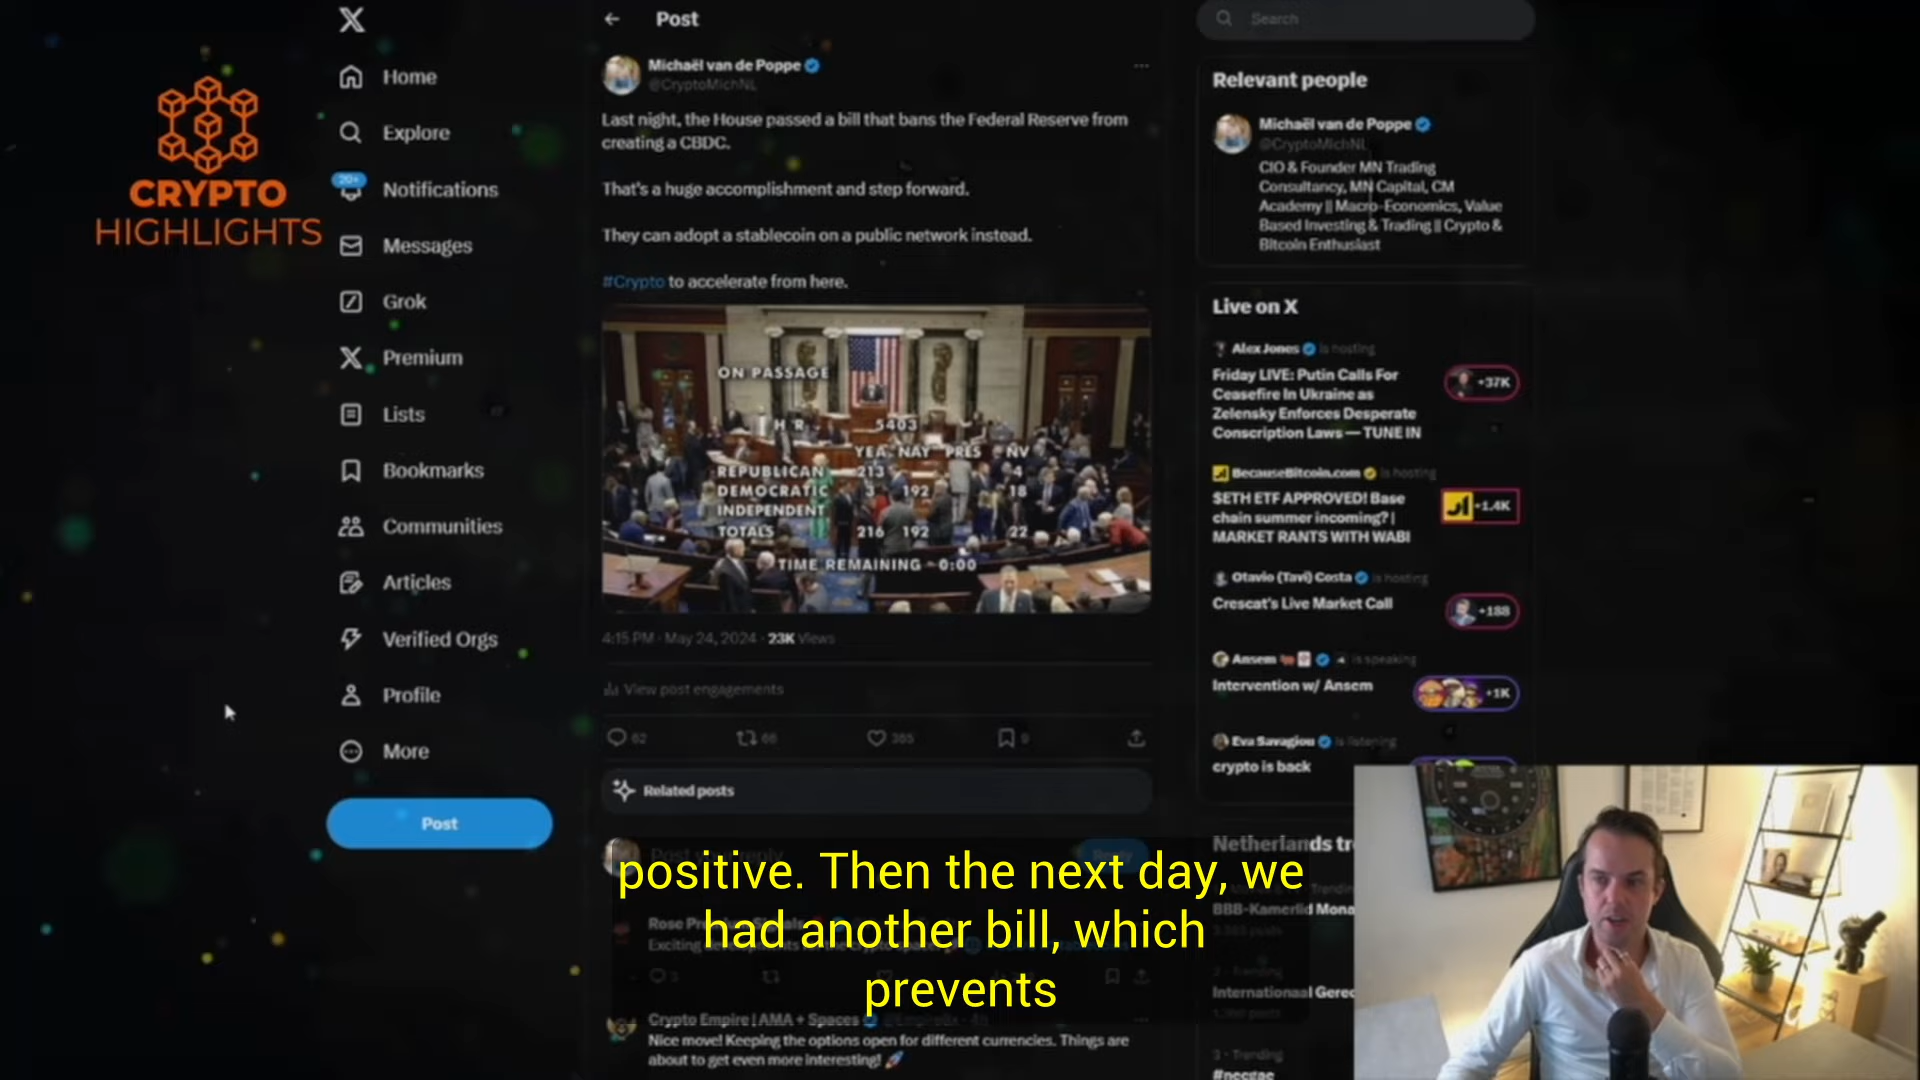 CRYPTO
HIGHLIGHTS
Home
Explore
20+
Notifications
Messages
Grok
Premium
Lists
Bookmarks
Communities
Articles
Verified Orgs
Profile
More
Post
Post
Michaël van de Poppe
@CryptoMichNL
Last night, the House passed a bill that bans the Federal Reserve from
creating a CBDC.
That's a huge accomplishment and step forward.
They can adopt a stablecoin on a public network instead.
#Crypto to accelerate from here.
ON PASSAGE
H R 5403
YEA NAY PRES NV
REPUBLICAN 213 4
DEMOCRATIC 3 192 18
INDEPENDENT
TOTALS 216 192 22
TIME REMAINING 0:00
4:15 PM · May 24, 2024 · 23K Views
View post engagements
62 66 365 9
Related posts
positive. Then the next day, we
had another bill, which
prevents
Crypto Empire | AMA + Spaces
Nice move! Keeping the options open for different currencies. Things are
about to get even more interesting!
Search
Relevant people
Michaël van de Poppe
@CryptoMichNL
CIO & Founder MN Trading
Consultancy, MN Capital, CM
Academy || Macro-Economics, Value
Based Investing & Trading || Crypto &
Bitcoin Enthusiast
Live on X
Alex Jones is hosting
Friday LIVE: Putin Calls For
Ceasefire In Ukraine as
Zelensky Enforces Desperate
Conscription Laws — TUNE IN
+37K
BecauseBitcoin.com is hosting
$ETH ETF APPROVED! Base
chain summer incoming? |
MARKET RANTS WITH WABI
+1.4K
Otavio (Tavi) Costa is hosting
Crescat's Live Market Call
+188
Ansem is speaking
Intervention w/ Ansem
+1K
Eva Savagiou is listening
crypto is back
Netherlands tr
Trending
BBB-Kamerlid Mona
2 · Trending
Internationaal Gerec
3 · Trending